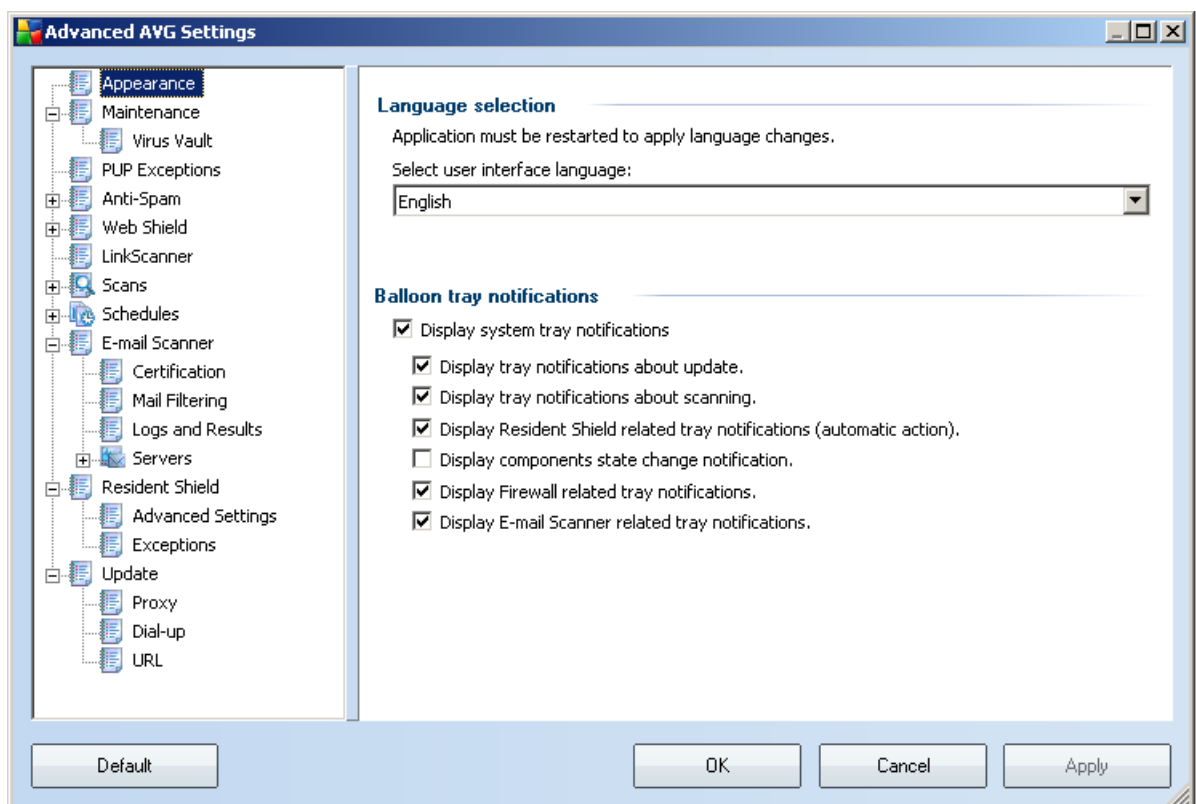 Advanced AVG Settings
Appearance
Maintenance
Virus Vault
PUP Exceptions
Anti-Spam
Web Shield
LinkScanner
Scans
Schedules
E-mail Scanner
Certification
Mail Filtering
Logs and Results
Servers
Resident Shield
Advanced Settings
Exceptions
Update
Proxy
Dial-up
URL
Language selection
Application must be restarted to apply language changes.
Select user interface language:
English
Balloon tray notifications
Display system tray notifications
Display tray notifications about update.
Display tray notifications about scanning.
Display Resident Shield related tray notifications (automatic action).
Display components state change notification.
Display Firewall related tray notifications.
Display E-mail Scanner related tray notifications.
Default
OK
Cancel
Apply